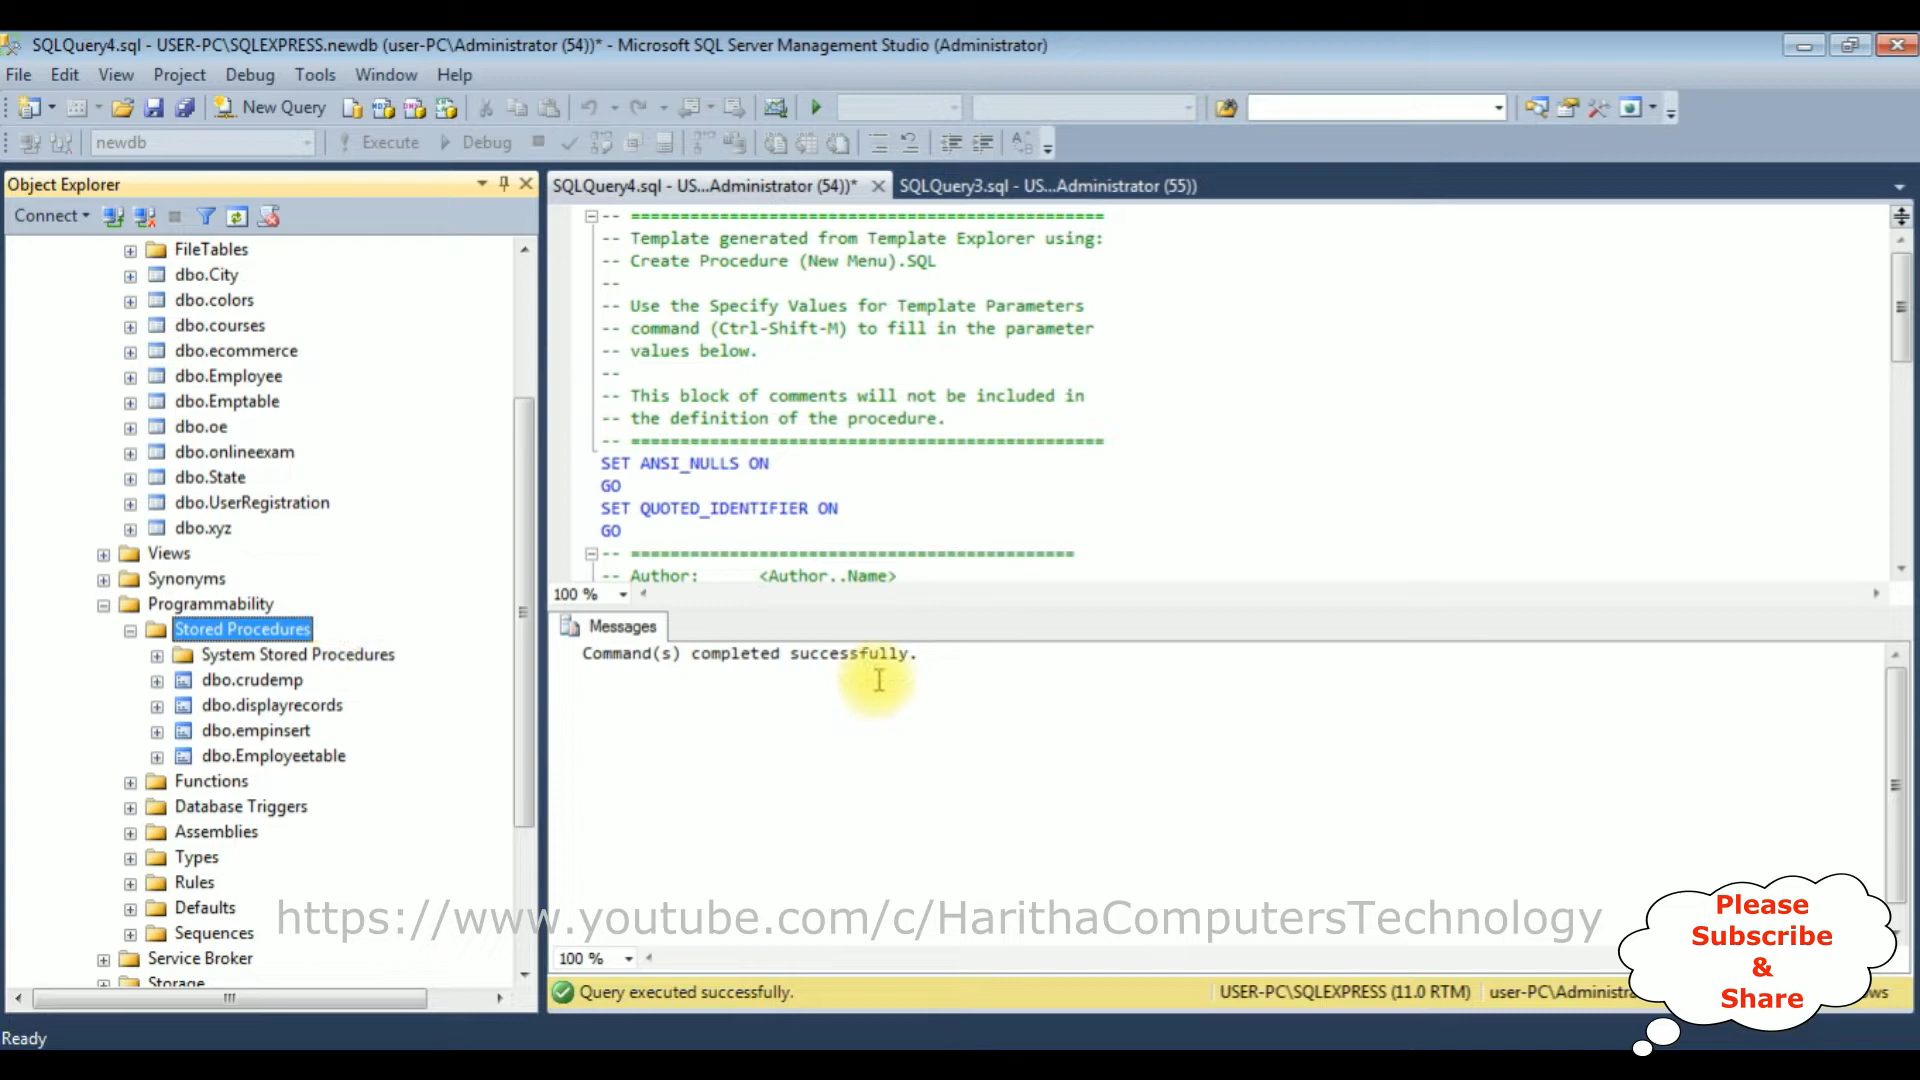 SQLQuery4.sql - USER-PC\SQLEXPRESS.newdb (user-PC\Administrator (54))* - Microsoft SQL Server Management Studio (Administrator)
File Edit View Project Debug Tools Window Help
New Query
newdb Execute Debug
Object Explorer
Connect
FileTables
dbo.City
dbo.colors
dbo.courses
dbo.ecommerce
dbo.Employee
dbo.Emptable
dbo.oe
dbo.onlineexam
dbo.State
dbo.UserRegistration
dbo.xyz
Views
Synonyms
Programmability
Stored Procedures
System Stored Procedures
dbo.crudemp
dbo.displayrecords
dbo.empinsert
dbo.Employeetable
Functions
Database Triggers
Assemblies
Types
Rules
Defaults
Sequences
Service Broker
Storage
SQLQuery4.sql - US...Administrator (54))* SQLQuery3.sql - US...Administrator (55))
-- ================================================
-- Template generated from Template Explorer using:
-- Create Procedure (New Menu).SQL
--
-- Use the Specify Values for Template Parameters
-- command (Ctrl-Shift-M) to fill in the parameter
-- values below.
--
-- This block of comments will not be included in
-- the definition of the procedure.
-- ================================================
SET ANSI_NULLS ON
GO
SET QUOTED_IDENTIFIER ON
GO
-- =============================================
-- Author: <Author,,Name>
100 %
Messages
Command(s) completed successfully.
https://www.youtube.com/c/HarithaComputersTechnology
100 %
Query executed successfully. USER-PC\SQLEXPRESS (11.0 RTM) user-PC\Administra
Please
Subscribe
&
Share
Ready